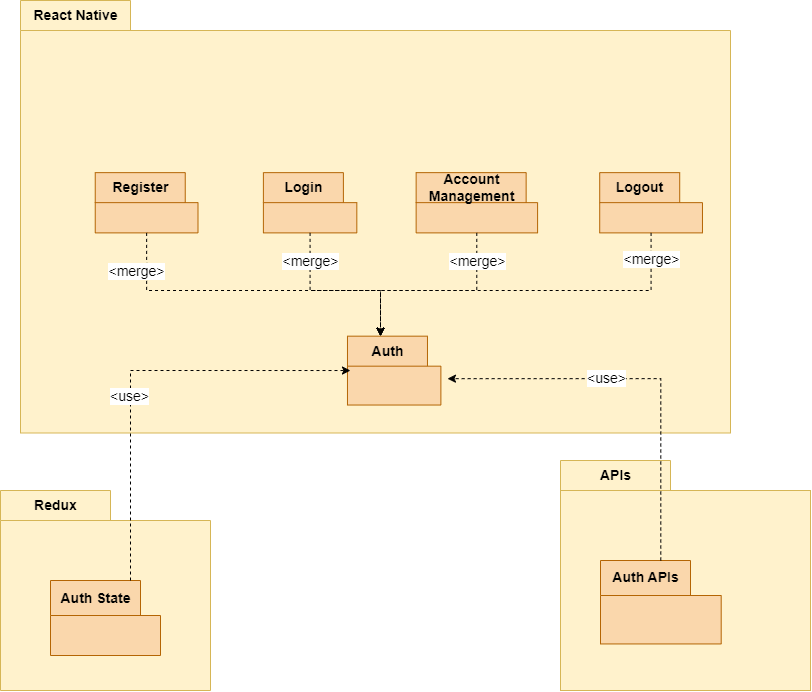 React Native
Register
Login
Account
Management
Logout
<merge>
<merge>
<merge>
<merge>
Auth
<use>
<use>
Redux
APIs
Auth State
Auth APIs